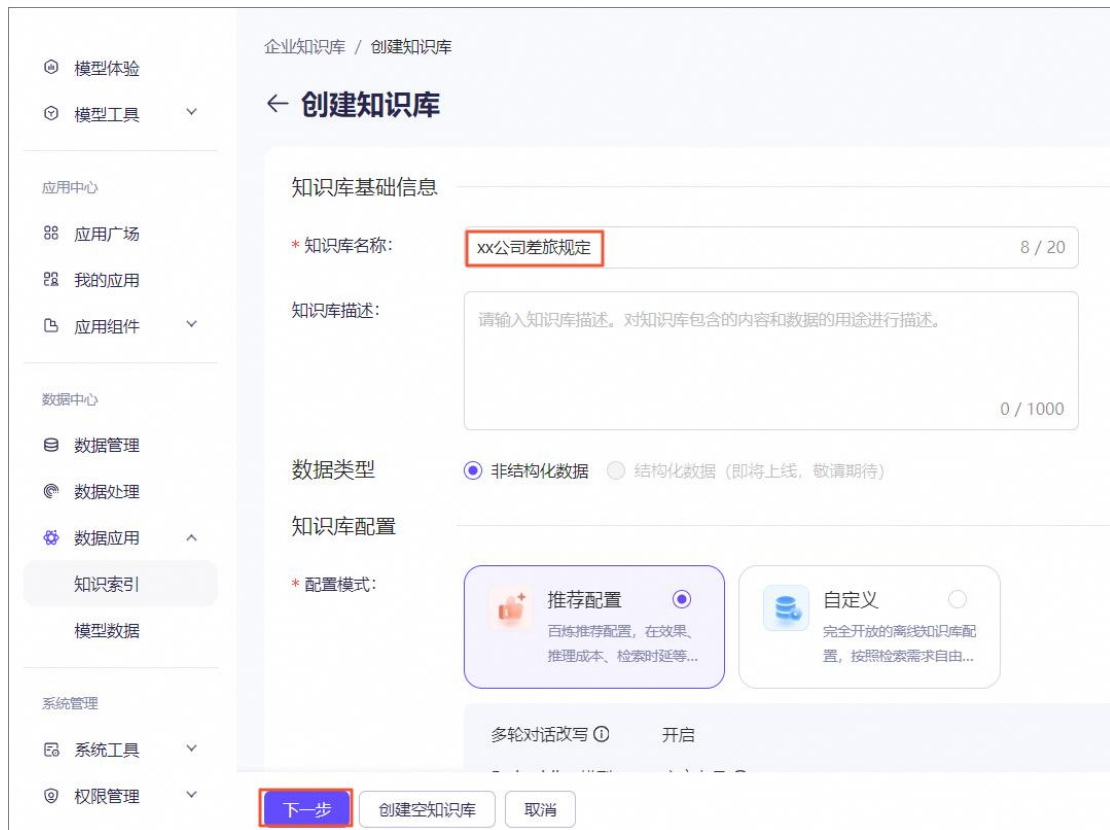 模型体验
模型工具
应用中心
应用广场
我的应用
应用组件
数据中心
数据管理
数据处理
数据应用
知识索引
模型数据
系统管理
系统工具
权限管理
企业知识库 / 创建知识库
← 创建知识库
知识库基础信息
* 知识库名称:
xx公司差旅规定
8 / 20
知识库描述:
请输入知识库描述。对知识库包含的内容和数据的用途进行描述。
0 / 1000
数据类型
非结构化数据
结构化数据（即将上线，敬请期待）
知识库配置
* 配置模式:
推荐配置
百炼推荐配置，在效果、
推理成本、检索时延等...
自定义
完全开放的离线知识库配
置，按照检索需求自由...
多轮对话改写
开启
下一步
创建空知识库
取消